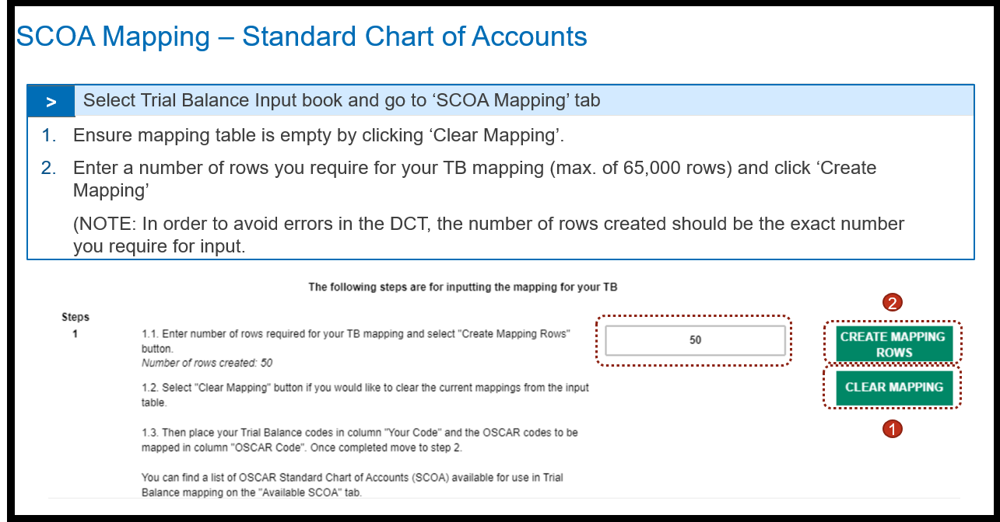 SCOA Mapping – Standard Chart of Accounts
> Select Trial Balance Input book and go to ‘SCOA Mapping’ tab
1. Ensure mapping table is empty by clicking ‘Clear Mapping’.
2. Enter a number of rows you require for your TB mapping (max. of 65,000 rows) and click ‘Create
Mapping’
(NOTE: In order to avoid errors in the DCT, the number of rows created should be the exact number
you require for input.
The following steps are for inputting the mapping for your TB
Steps
1
1.1. Enter number of rows required for your TB mapping and select "Create Mapping Rows"
button.
Number of rows created: 50
50
2
CREATE MAPPING
ROWS
1.2. Select "Clear Mapping" button if you would like to clear the current mappings from the input
table.
CLEAR MAPPING
1
1.3. Then place your Trial Balance codes in column "Your Code" and the OSCAR codes to be
mapped in column "OSCAR Code". Once completed move to step 2.
You can find a list of OSCAR Standard Chart of Accounts (SCOA) available for use in Trial
Balance mapping on the "Available SCOA" tab.